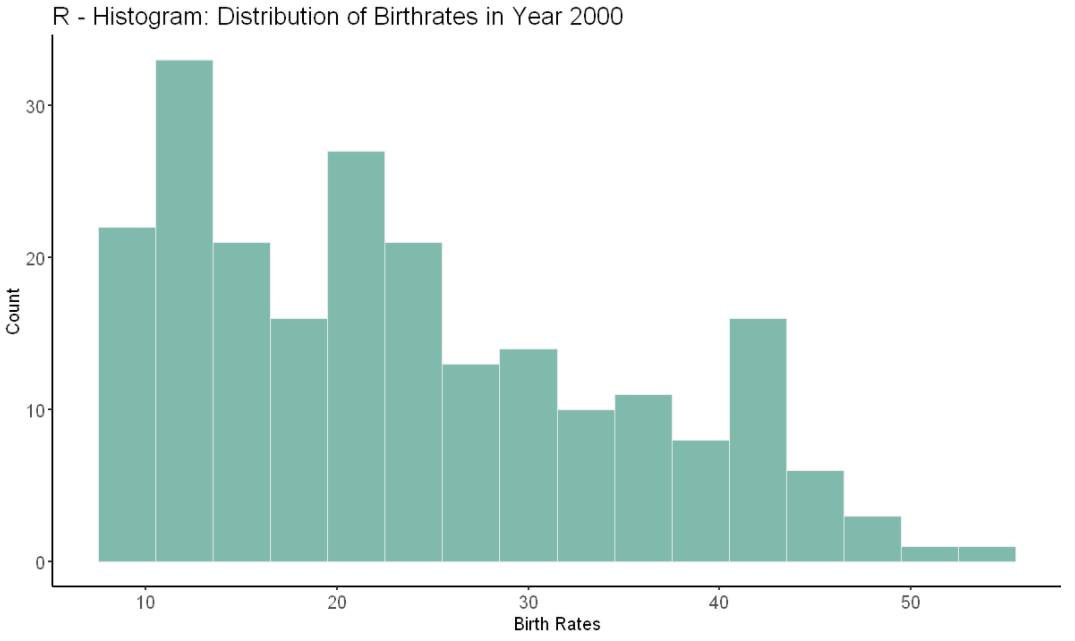 R - Histogram: Distribution of Birthrates in Year 2000
30
20
10
0
Count
10 20 30 40 50
Birth Rates